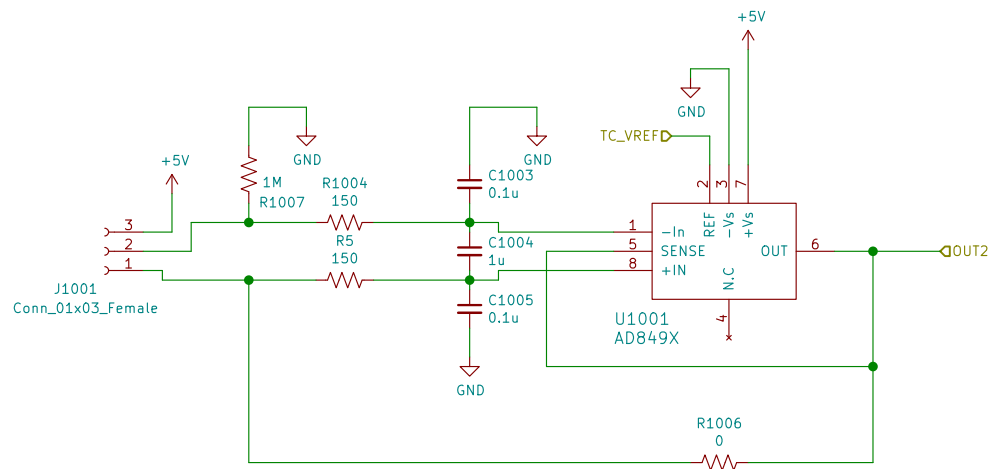 +5V
GND
TC_VREF
GND
GND
+5V
1M
R1007
R1004
150
C1003
0.1u
2
3
7
REF
-Vs
+Vs
3
2
1
J1001
Conn_01x03_Female
R5
150
C1004
1u
1
5
8
-In
SENSE
+IN
OUT
6
OUT2
N.C
4
C1005
0.1u
U1001
AD849X
GND
R1006
0